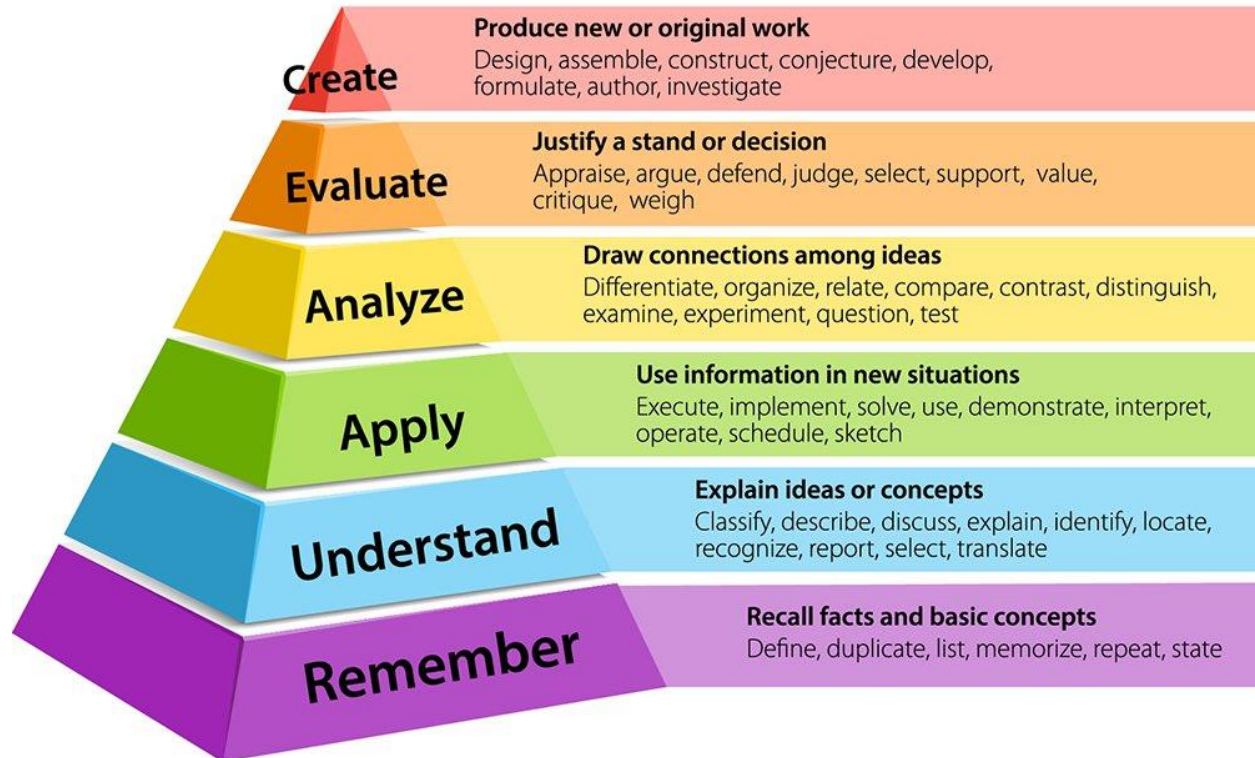 Create
Produce new or original work
Design, assemble, construct, conjecture, develop,
formulate, author, investigate
Evaluate
Justify a stand or decision
Appraise, argue, defend, judge, select, support, value,
critique, weigh
Analyze
Draw connections among ideas
Differentiate, organize, relate, compare, contrast, distinguish,
examine, experiment, question, test
Apply
Use information in new situations
Execute, implement, solve, use, demonstrate, interpret,
operate, schedule, sketch
Understand
Explain ideas or concepts
Classify, describe, discuss, explain, identify, locate,
recognize, report, select, translate
Remember
Recall facts and basic concepts
Define, duplicate, list, memorize, repeat, state